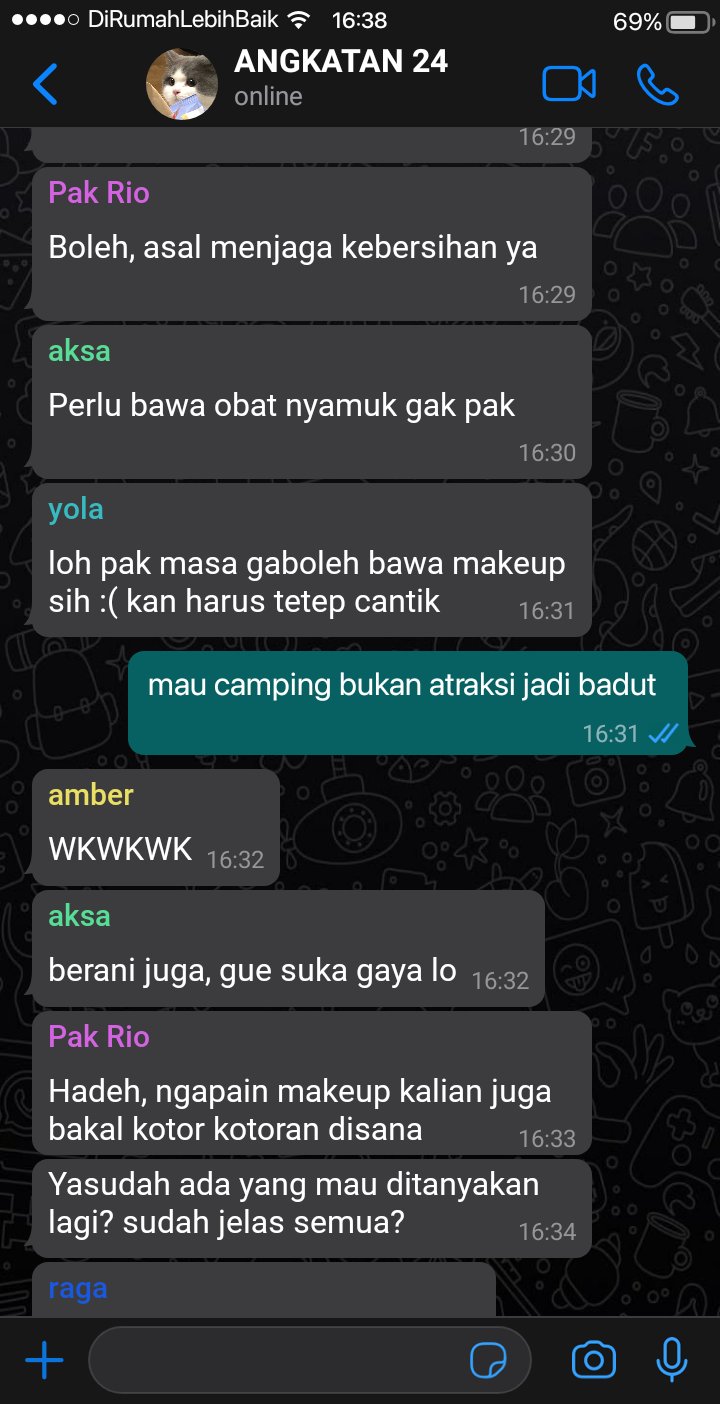 DiRumahLebihBaik 16:38 69%
ANGKATAN 24
online
16:29
Pak Rio
Boleh, asal menjaga kebersihan ya
16:29
aksa
Perlu bawa obat nyamuk gak pak
16:30
yola
loh pak masa gaboleh bawa makeup
sih :( kan harus tetep cantik 16:31
mau camping bukan atraksi jadi badut
16:31
amber
WKWKWK 16:32
aksa
berani juga, gue suka gaya lo 16:32
Pak Rio
Hadeh, ngapain makeup kalian juga
bakal kotor kotoran disana 16:33
Yasudah ada yang mau ditanyakan
lagi? sudah jelas semua? 16:34
raga